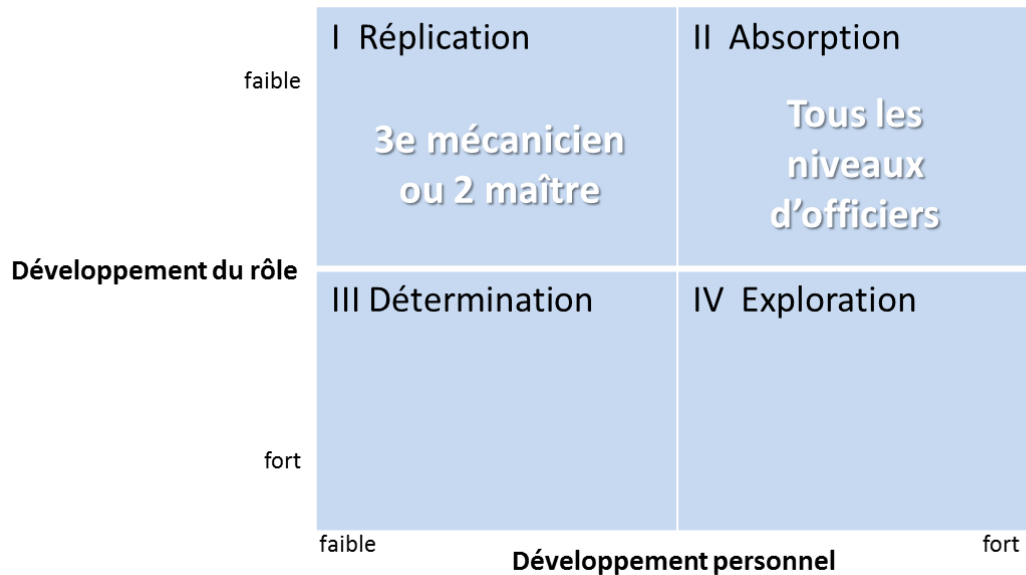 I Réplication
II Absorption
faible
3e mécanicien
ou 2 maître
Tous les
niveaux
d'officiers
Développement du rôle
III Détermination
IV Exploration
fort
faible
fort
Développement personnel